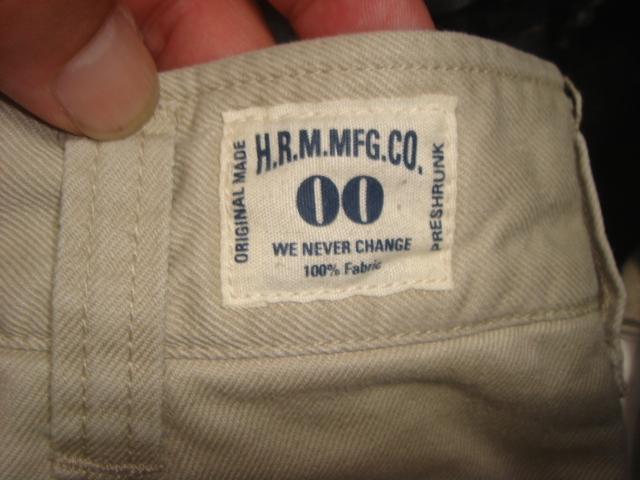 H.R.M.MFG.CO.
ORIGINAL MADE
00
PRESHRUNK
WE NEVER CHANGE
100% Fabric